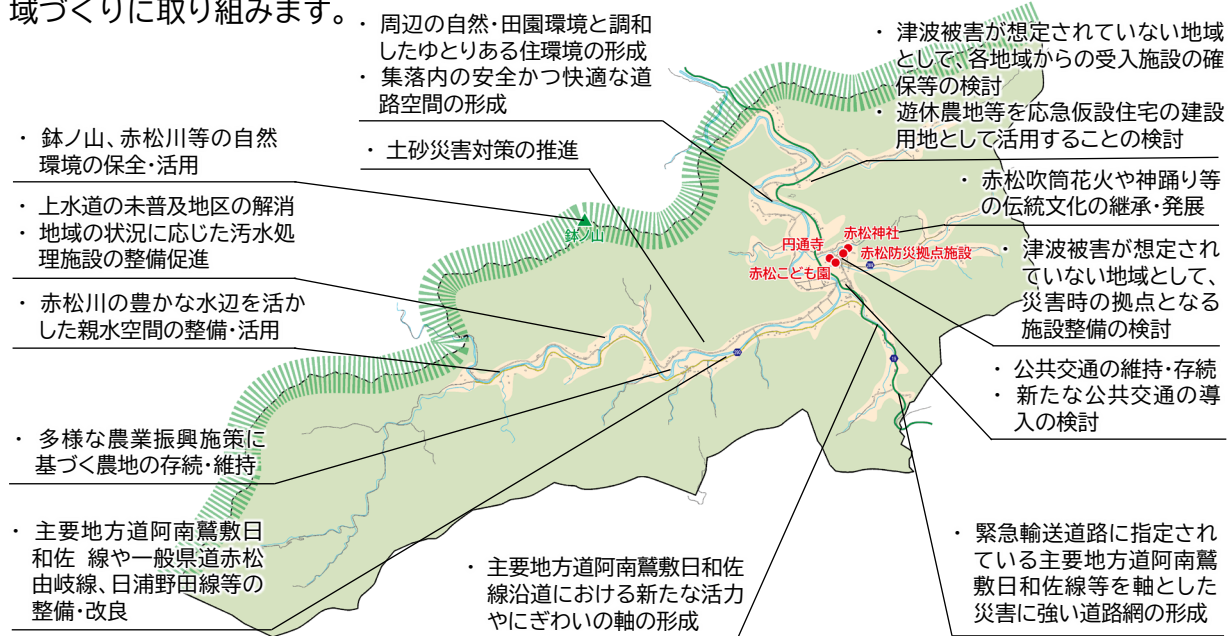 域づくりに取り組みます。
・ 周辺の自然・田園環境と調和
したゆとりある住環境の形成
・ 集落内の安全かつ快適な道
路空間の形成
・ 津波被害が想定されていない地域
として、各地域からの受入施設の確
保等の検討
・ 遊休農地等を応急仮設住宅の建設
用地として活用することの検討
・ 鉢ノ山、赤松川等の自然
環境の保全・活用
・ 土砂災害対策の推進
・ 赤松吹筒花火や神踊り等
の伝統文化の継承・発展
・ 上水道の未普及地区の解消
・ 地域の状況に応じた汚水処
理施設の整備促進
鉢ノ山
円通寺
赤松神社
赤松防災拠点施設
赤松こども園
・ 津波被害が想定され
ていない地域として、
災害時の拠点となる
施設整備の検討
・ 赤松川の豊かな水辺を活か
した親水空間の整備・活用
・ 公共交通の維持・存続
・ 新たな公共交通の導
入の検討
・ 多様な農業振興施策に
基づく農地の存続・維持
・ 主要地方道阿南鷲敷日
和佐 線や一般県道赤松
由岐線、日浦野田線等の
整備・改良
・ 主要地方道阿南鷲敷日和佐
線沿道における新たな活力
やにぎわいの軸の形成
・ 緊急輸送道路に指定され
ている主要地方道阿南鷲
敷日和佐線等を軸とした
災害に強い道路網の形成